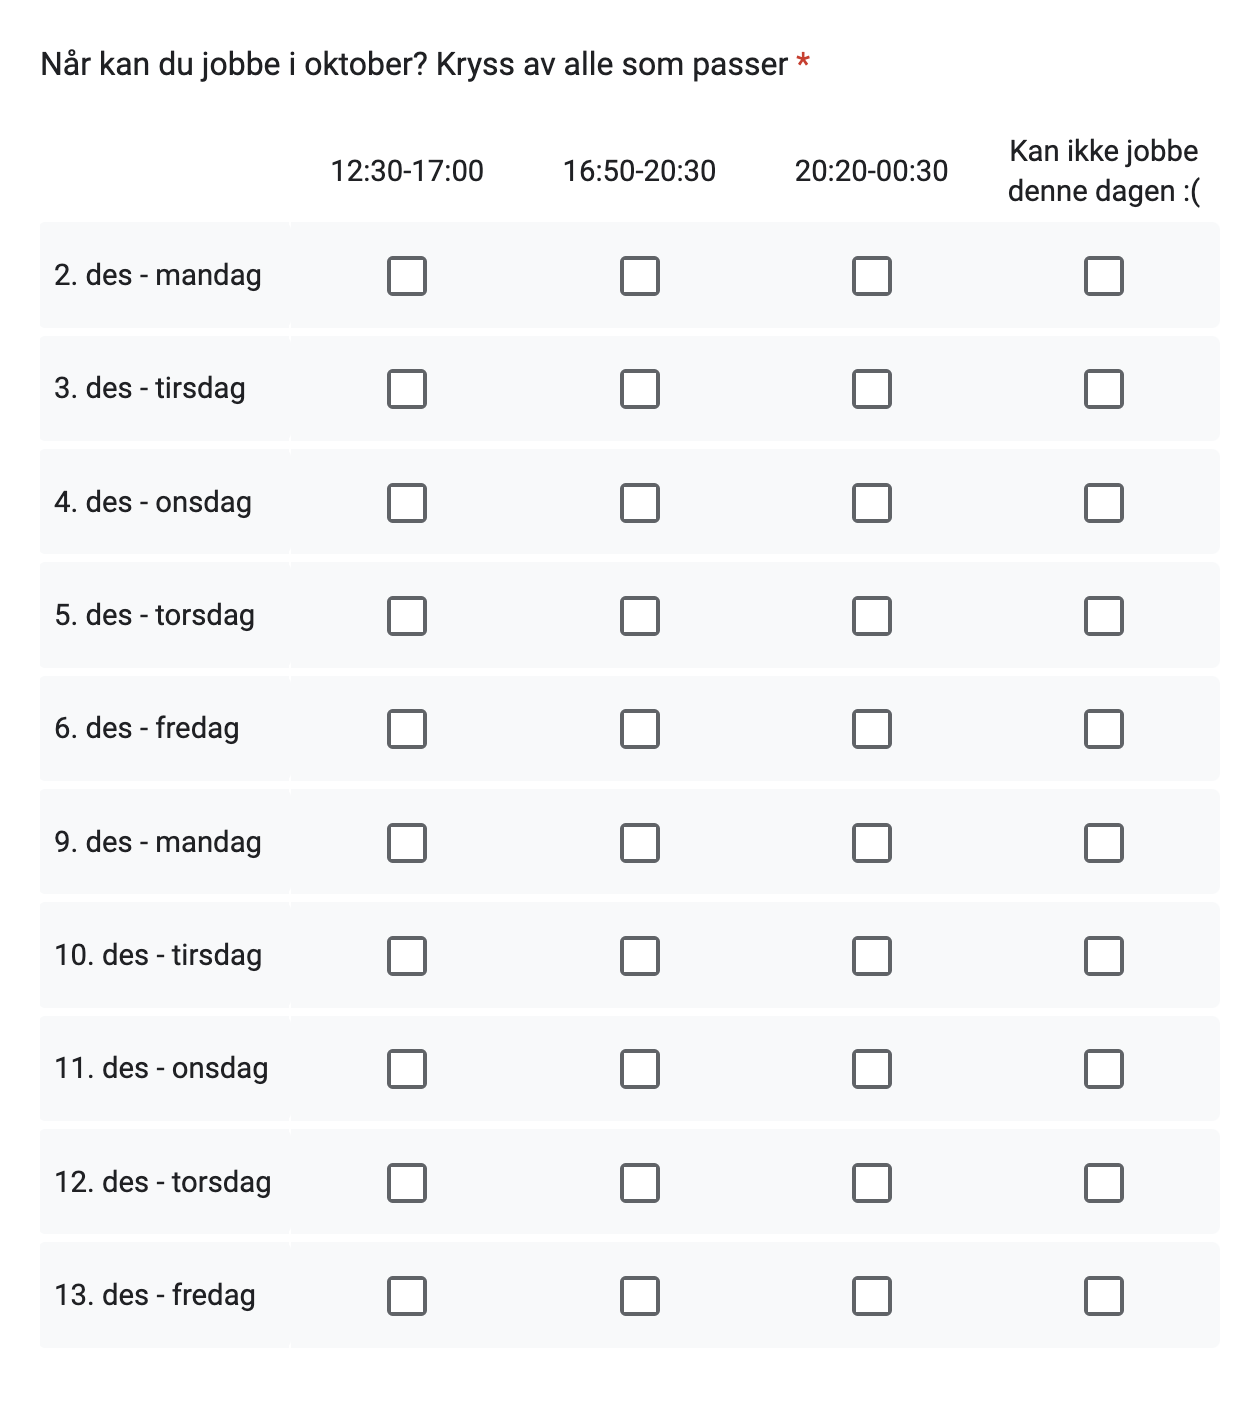 Når kan du jobbe i oktober? Kryss av alle som passer *
12:30-17:00 16:50-20:30 20:20-00:30 Kan ikke jobbe
denne dagen :(
2. des - mandag
3. des - tirsdag
4. des - onsdag
5. des - torsdag
6. des - fredag
9. des - mandag
10. des - tirsdag
11. des - onsdag
12. des - torsdag
13. des - fredag